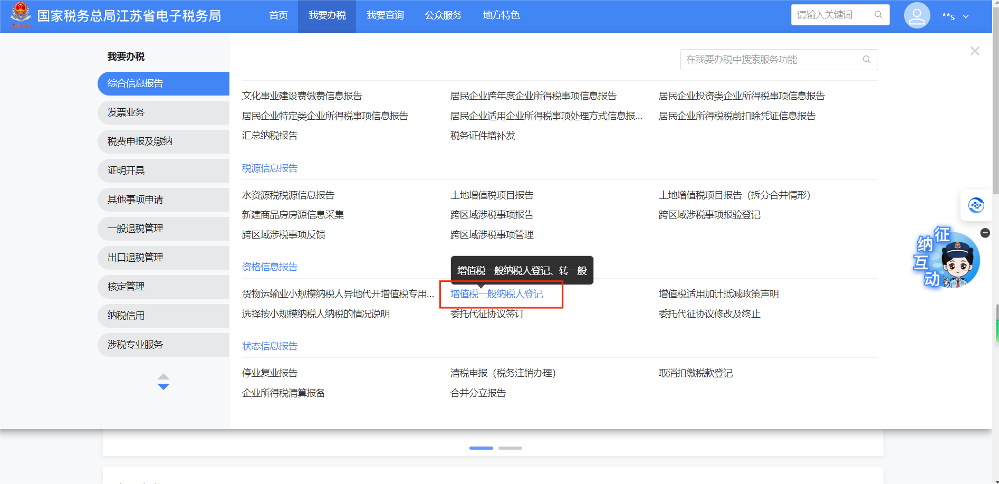 国家税务总局江苏省电子税务局
首页 我要办税 我要查询 公众服务 地方特色
请输入关键词
**s
我要办税
在我要办税中搜索服务功能
综合信息报告
发票业务
税费申报及缴纳
证明开具
其他事项申请
一般退税管理
出口退税管理
核定管理
纳税信用
涉税专业服务
文化事业建设费缴费信息报告 居民企业跨年度企业所得税事项信息报告 居民企业投资类企业所得税事项信息报告
居民企业特定类企业所得税事项信息报告 居民企业适用企业所得税事项处理方式信息报... 居民企业所得税税前扣除凭证信息报告
汇总纳税报告 税务证件增补发
税源信息报告
水资源税税源信息报告 土地增值税项目报告 土地增值税项目报告（拆分合并情形）
新建商品房房源信息采集 跨区域涉税事项报告 跨区域涉税事项报验登记
跨区域涉税事项反馈 跨区域涉税事项管理
资格信息报告
增值税一般纳税人登记、转一般
货物运输业小规模纳税人异地代开增值税专用... 增值税一般纳税人登记 增值税适用加计抵减政策声明
选择按小规模纳税人纳税的情况说明 委托代征协议签订 委托代征协议修改及终止
状态信息报告
停业复业报告 清税申报（税务注销办理） 取消扣缴税款登记
企业所得税清算报备 合并分立报告
征纳互动